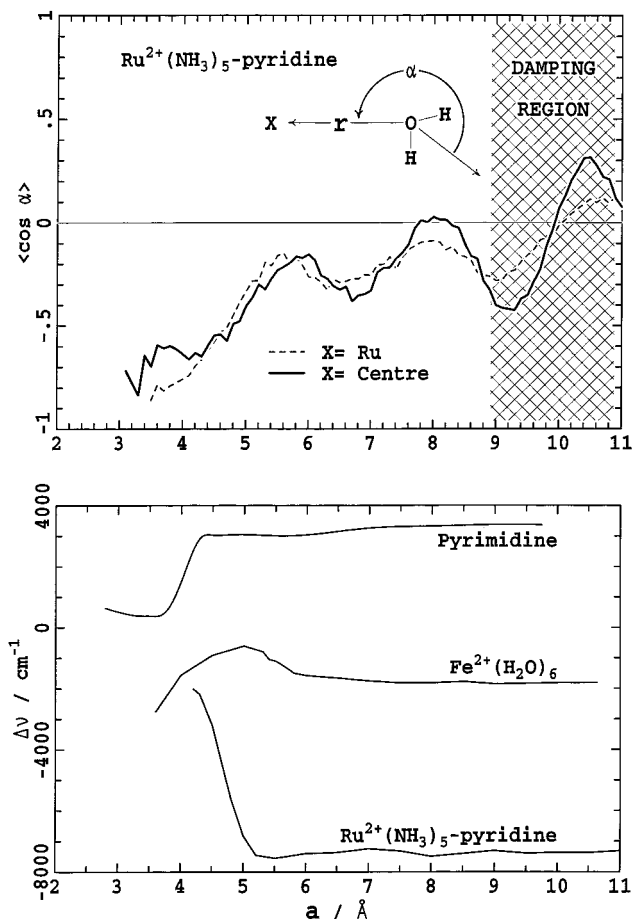 1
Ru²⁺(NH₃)₅-pyridine
DAMPING
REGION
α
X r O H
H
.5
0
<cos α>
-.5
-1
X= Ru
X= Centre
2 3 4 5 6 7 8 9 10 11
4000
Pyrimidine
0
Fe²⁺(H₂O)₆
Δν / cm⁻¹
-4000
Ru²⁺(NH₃)₅-pyridine
-8000
2 3 4 5 6 7 8 9 10 11
a / Å